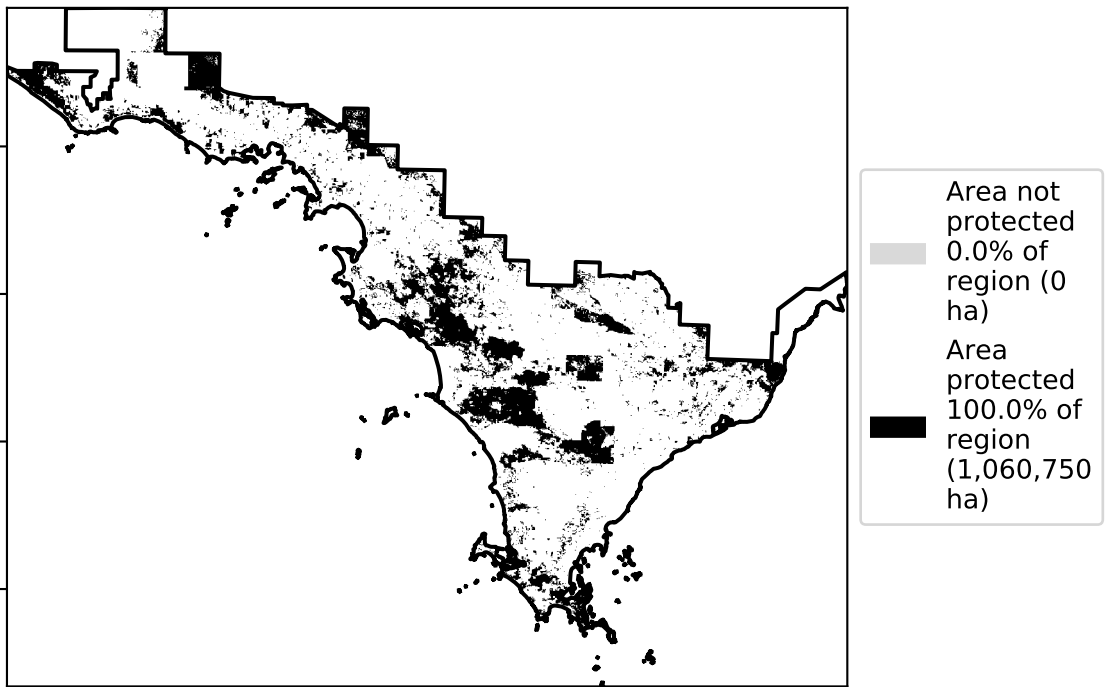 Area not
protected
0.0% of
region (0
ha)
Area
protected
100.0% of
region
(1,060,750
ha)